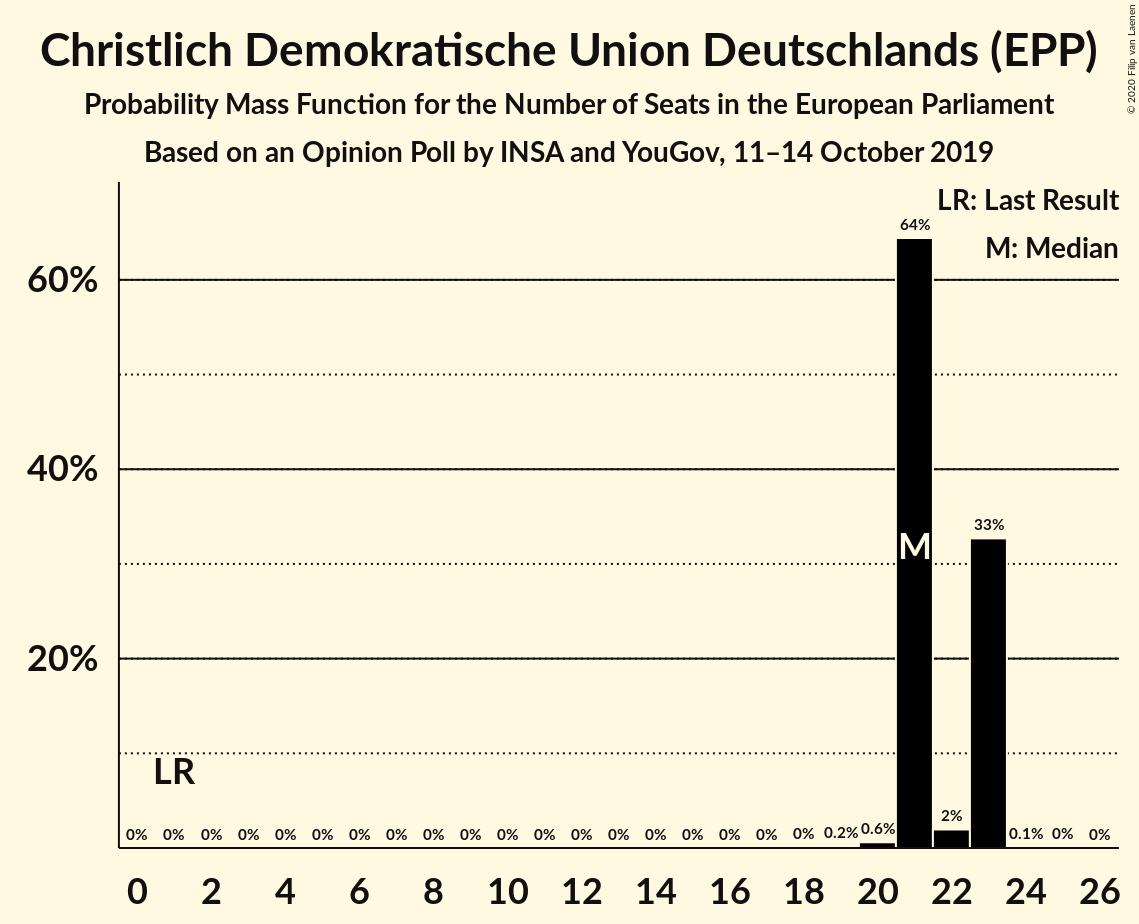 Christlich Demokratische Union Deutschlands (EPP)
Probability Mass Function for the Number of Seats in the European Parliament
Based on an Opinion Poll by INSA and YouGov, 11–14 October 2019
© 2020 Filip van Laenen
LR: Last Result
M: Median
64%
60%
33%
40%
M
20%
LR
0% 0% 0% 0% 0% 0% 0% 0% 0% 0% 0% 0% 0% 0% 0% 0% 0% 0% 0% 0.2% 0.6% 2% 0.1% 0% 0%
0 2 4 6 8 10 12 14 16 18 20 22 24 26